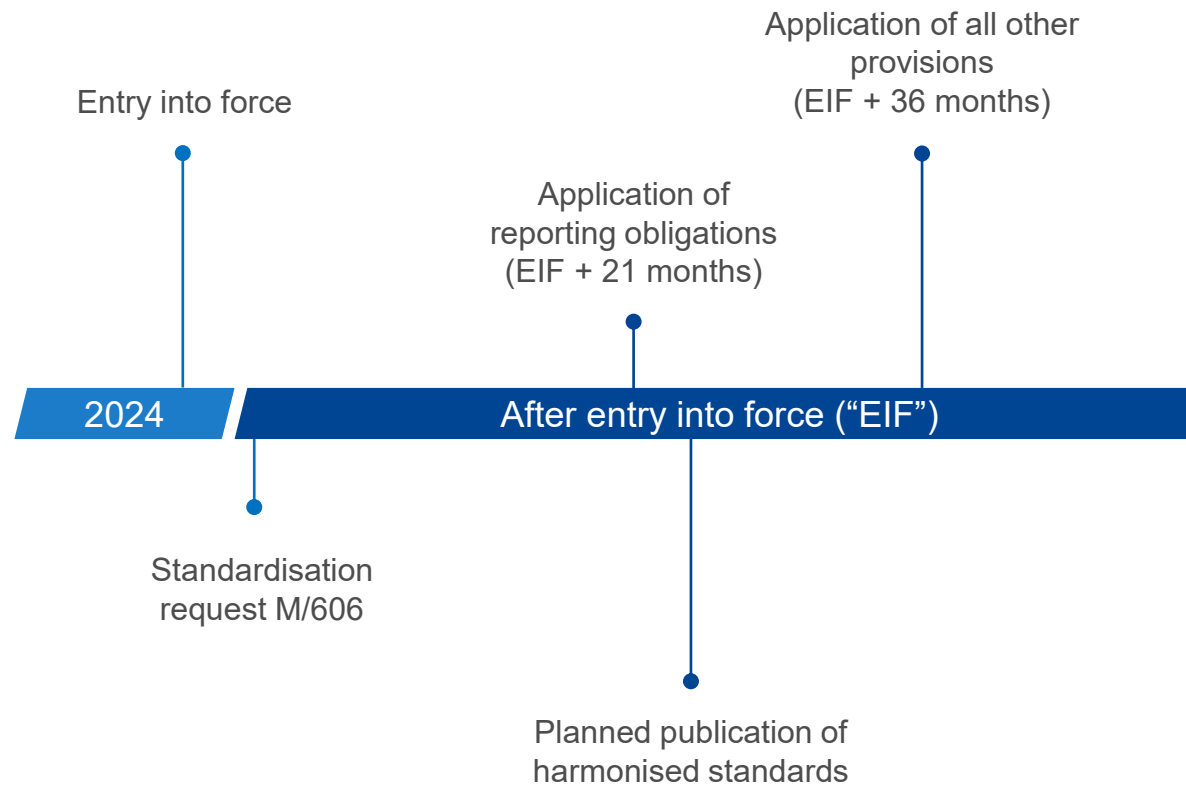 Application of all other
provisions
(EIF + 36 months)
Entry into force
Application of
reporting obligations
(EIF + 21 months)
2024
After entry into force (“EIF”)
Standardisation
request M/606
Planned publication of
harmonised standards